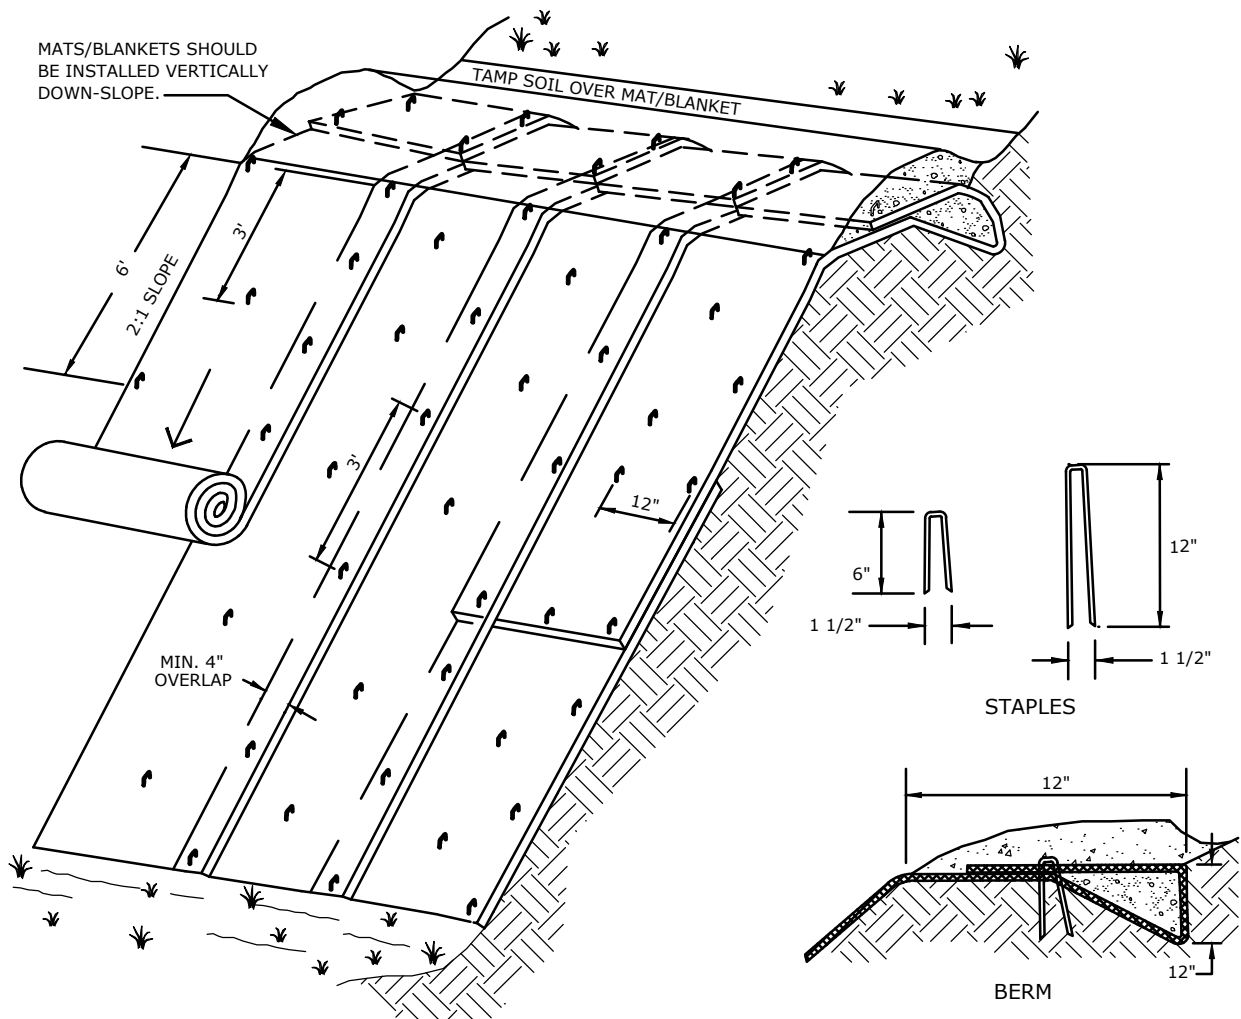 MATS/BLANKETS SHOULD
BE INSTALLED VERTICALLY
DOWN-SLOPE.
TAMP SOIL OVER MAT/BLANKET
3'
6'
2:1 SLOPE
3'
12"
MIN. 4"
OVERLAP
6"
1 1/2"
12"
1 1/2"
STAPLES
12"
12"
BERM